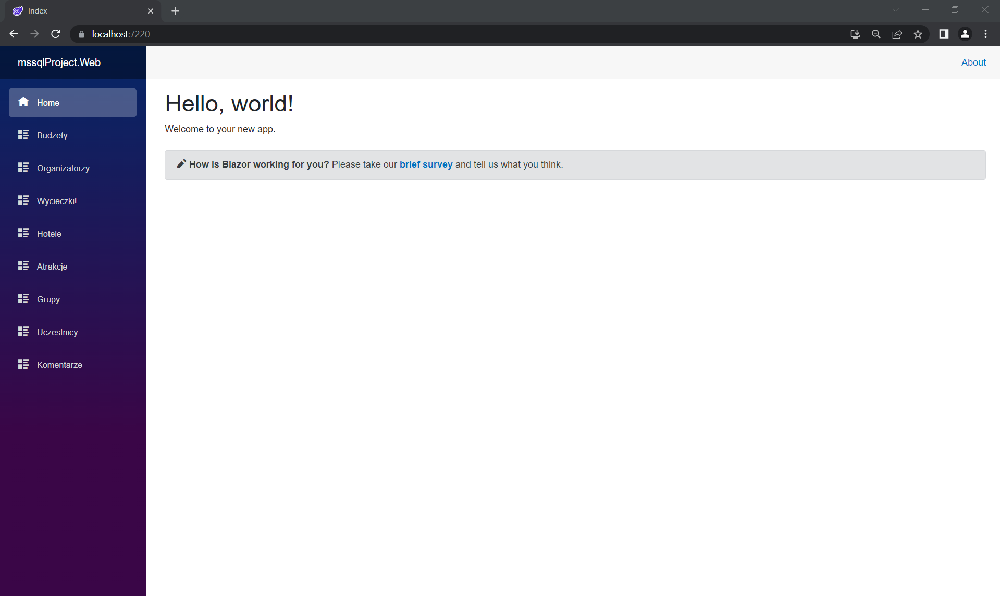 Index
localhost:7220
mssqlProject.Web
About
Home
Budżety
Organizatorzy
Wycieczki!
Hotele
Atrakcje
Grupy
Uczestnicy
Komentarze
Hello, world!
Welcome to your new app.
How is Blazor working for you? Please take our brief survey and tell us what you think.